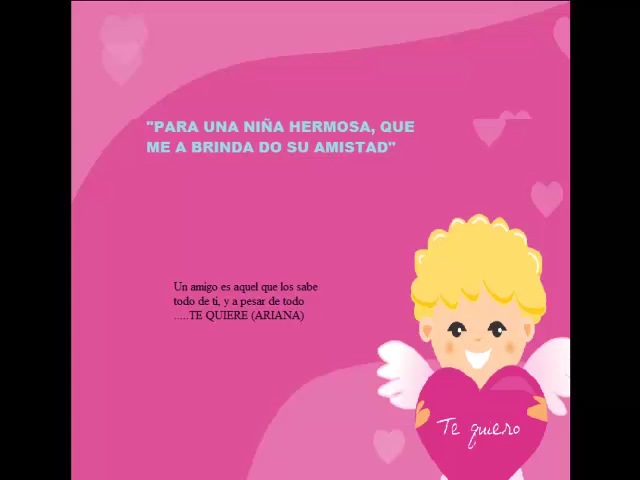 "PARA UNA NIÑA HERMOSA, QUE
ME A BRINDA DO SU AMISTAD"
Un amigo es aquel que los sabe
todo de ti, y a pesar de todo
.....TE QUIERE (ARIANA)
Te quiero